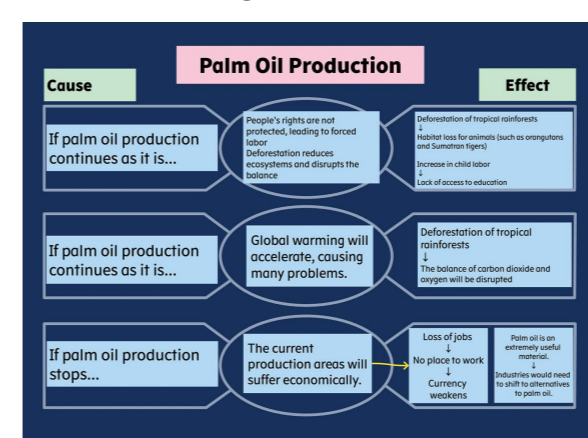 Palm Oil Production
Cause
Effect
If palm oil production
continues as it is...
People's rights are not
protected, leading to forced
labor
Deforestation reduces
ecosystems and disrupts the
balance
Deforestation of tropical rainforests
↓
Habitat loss for animals (such as orangutans
and Sumatran tigers)
Increase in child labor
↓
Lack of access to education
If palm oil production
continues as it is...
Global warming will
accelerate, causing
many problems.
Deforestation of tropical
rainforests
↓
The balance of carbon dioxide and
oxygen will be disrupted
If palm oil production
stops...
The current
production areas will
suffer economically.
Loss of jobs
↓
No place to work
↓
Currency
weakens
Palm oil is an
extremely useful
material.
↓
Industries would need
to shift to alternatives
to palm oil.